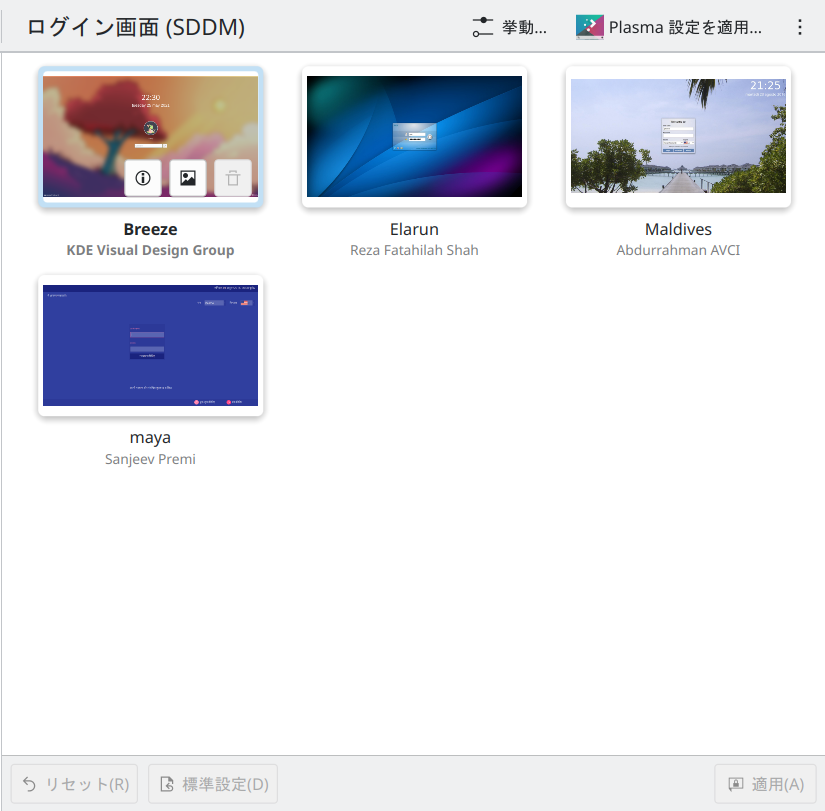 ログイン画面 (SDDM)
挙動...
Plasma 設定を適用...
22:30
21:25
Breeze
KDE Visual Design Group
Elarun
Reza Fatahilah Shah
Maldives
Abdurrahman AVCI
maya
Sanjeev Premi
リセット(R)
標準設定(D)
適用(A)